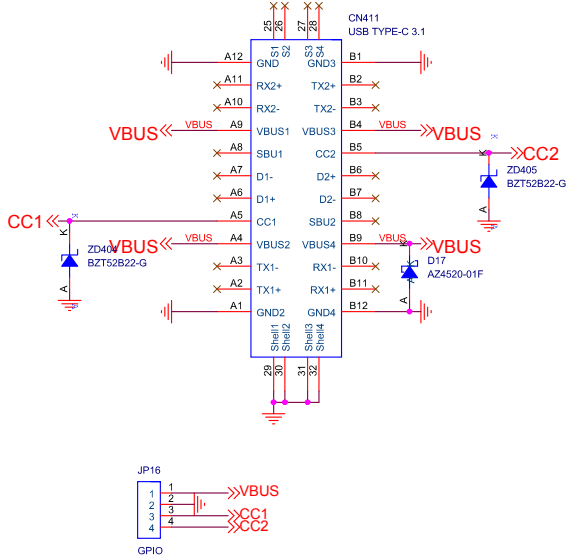 CN411
USB TYPE-C 3.1
25 26 27 28
S1 S2 S3 S4
A12 GND GND3 B1
A11 RX2+ TX2+ B2
A10 RX2- TX2- B3
VBUS VBUS A9 VBUS1 VBUS3 B4 VBUS VBUS
A8 SBU1 CC2 B5 K CC2
A7 D1- D2+ B6
ZD405
A6 D1+ D2- B7
BZT52B22-G
A
CC1 A5 CC1 SBU2 B8
K
VBUS VBUS A4 VBUS2 VBUS4 B9 VBUS K VBUS
ZD404
BZT52B22-G
A3 TX1- RX1- B10
D17
AZ4520-01F
A2 TX1+ RX1+ B11
A A
A1 GND2 GND4 B12
Shell1 Shell2 Shell3 Shell4
29 30 31 32
JP16
1 1 VBUS
2 2
3 3 CC1
4 4 CC2
GPIO